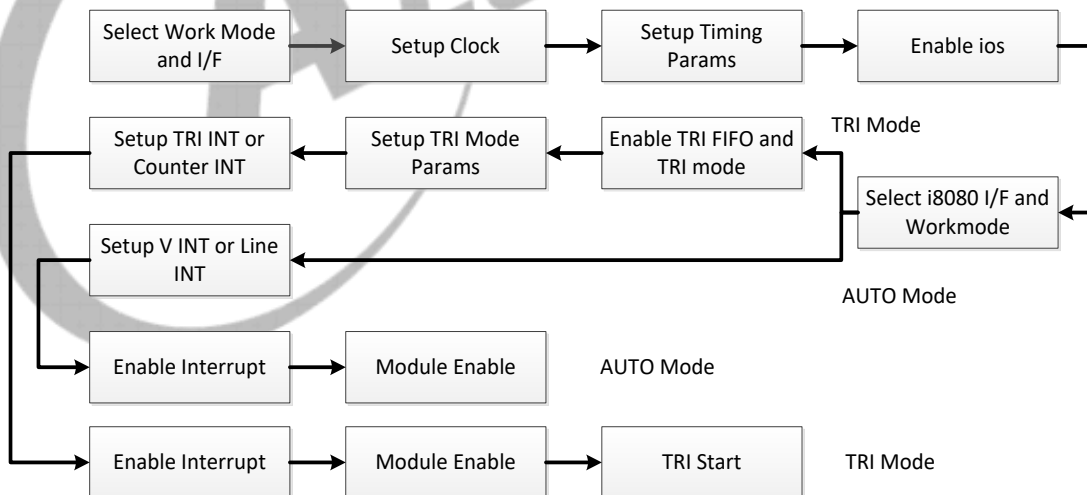 Select Work Mode
and I/F
Setup Clock
Setup Timing
Params
Enable ios
Setup TRI INT or
Counter INT
Setup TRI Mode
Params
Enable TRI FIFO and
TRI mode
TRI Mode
Select i8080 I/F and
Workmode
Setup V INT or Line
INT
AUTO Mode
Enable Interrupt
Module Enable
AUTO Mode
Enable Interrupt
Module Enable
TRI Start
TRI Mode